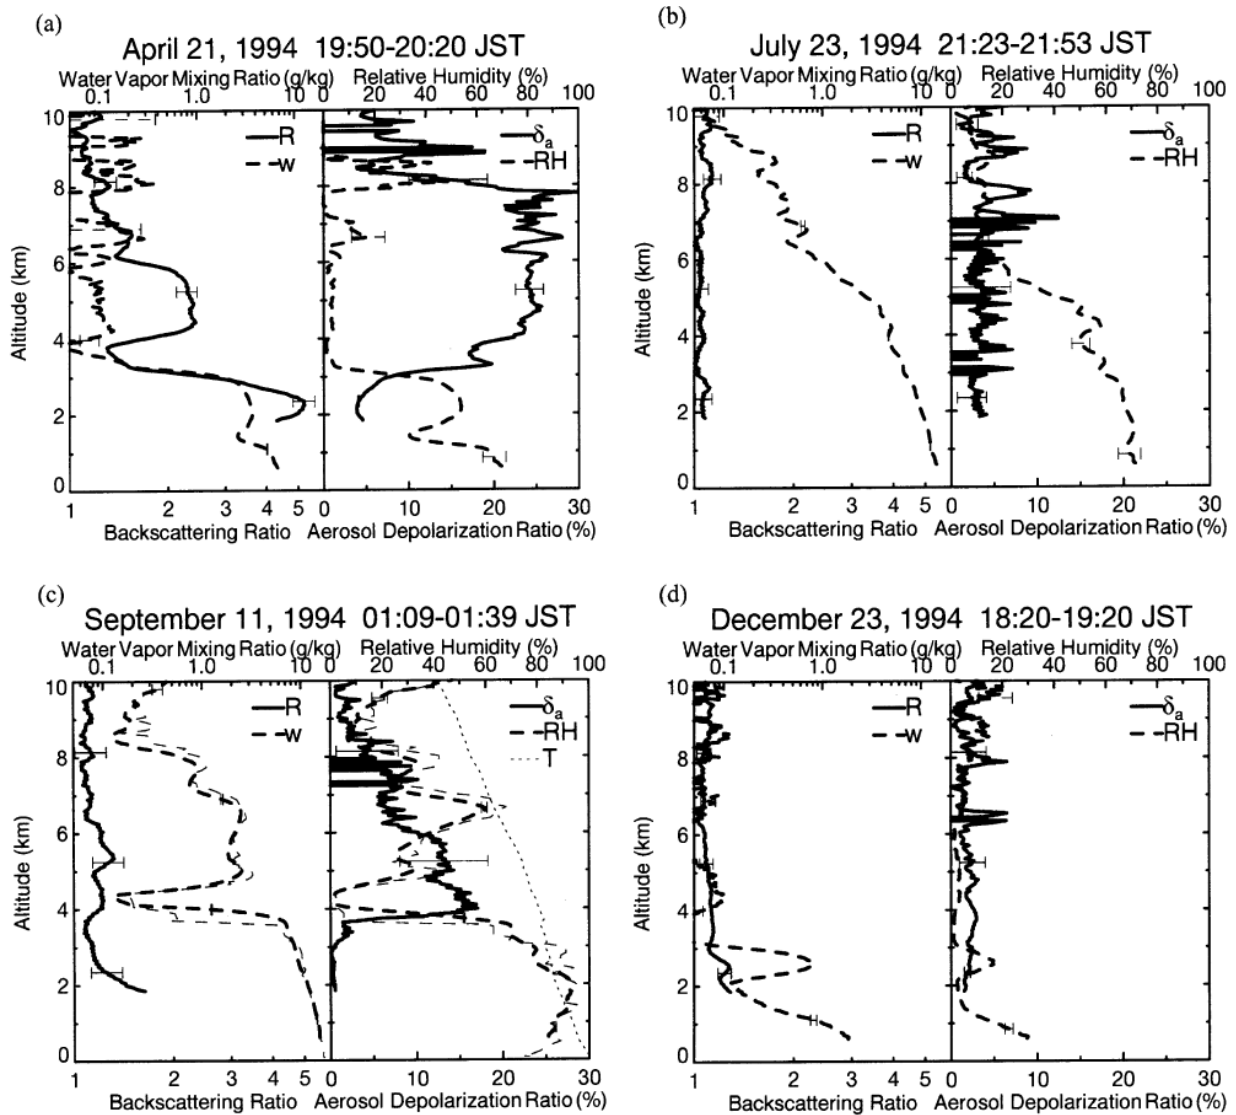 (a)
April 21, 1994 19:50-20:20 JST
Water Vapor Mixing Ratio (g/kg) Relative Humidity (%)
0.1 1.0 10 0 20 40 60 80 100
10
8
6
4
2
0
Altitude (km)
R
w
δa
RH
1 2 3 4 5 0 10 20 30
Backscattering Ratio Aerosol Depolarization Ratio (%)
(b)
July 23, 1994 21:23-21:53 JST
Water Vapor Mixing Ratio (g/kg) Relative Humidity (%)
0.1 1.0 10 0 20 40 60 80 100
10
8
6
4
2
0
Altitude (km)
R
w
δa
RH
1 2 3 4 5 0 10 20 30
Backscattering Ratio Aerosol Depolarization Ratio (%)
(c)
September 11, 1994 01:09-01:39 JST
Water Vapor Mixing Ratio (g/kg) Relative Humidity (%)
0.1 1.0 10 0 20 40 60 80 100
10
8
6
4
2
0
Altitude (km)
R
w
δa
RH
T
1 2 3 4 5 0 10 20 30
Backscattering Ratio Aerosol Depolarization Ratio (%)
(d)
December 23, 1994 18:20-19:20 JST
Water Vapor Mixing Ratio (g/kg) Relative Humidity (%)
0.1 1.0 10 0 20 40 60 80 100
10
8
6
4
2
0
Altitude (km)
R
w
δa
RH
1 2 3 4 5 0 10 20 30
Backscattering Ratio Aerosol Depolarization Ratio (%)